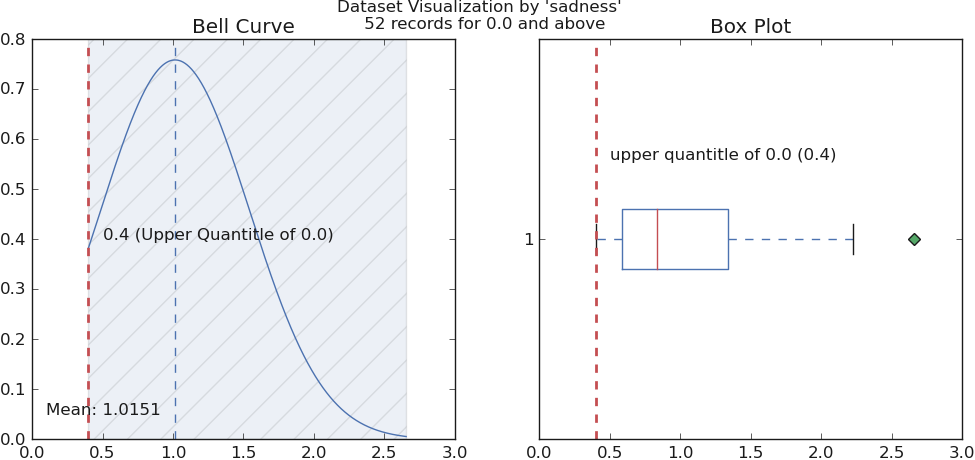 Dataset Visualization by 'sadness'
52 records for 0.0 and above
Bell Curve
0.8
0.7
0.6
0.5
0.4
0.3
0.2
0.1
0.0
0.4 (Upper Quantitle of 0.0)
Mean: 1.0151
0.0 0.5 1.0 1.5 2.0 2.5 3.0
Box Plot
upper quantitle of 0.0 (0.4)
1
0.0 0.5 1.0 1.5 2.0 2.5 3.0